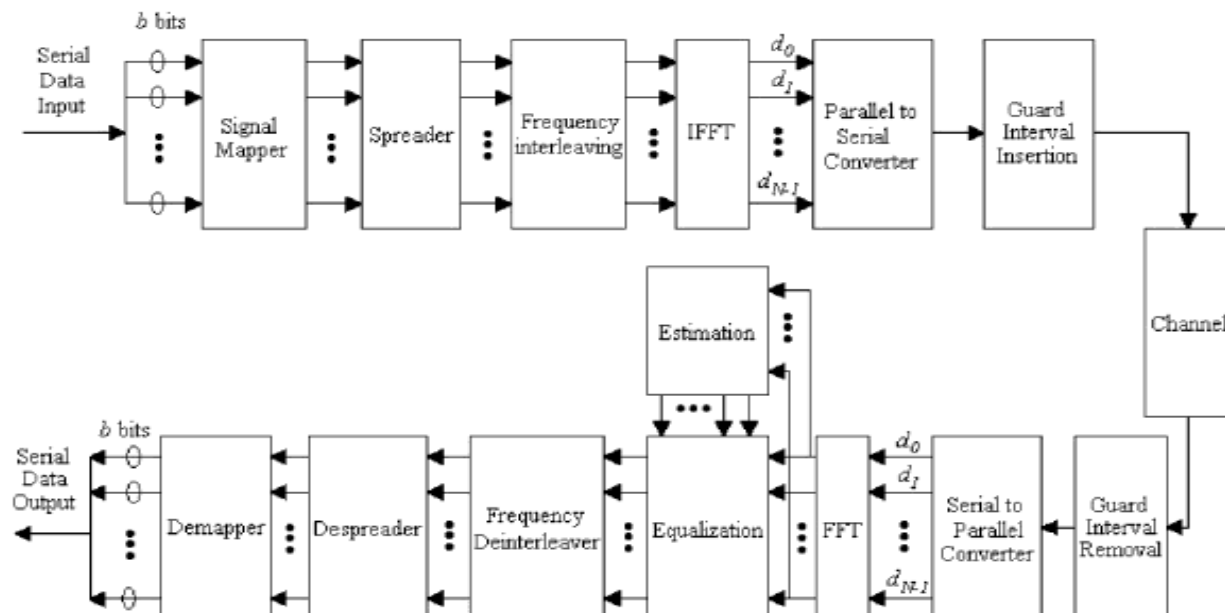 b bits
Serial
Data
Input
Signal
Mapper
Spreader
Frequency
interleaving
IFFT
d0
d1
dN-1
Parallel to
Serial
Converter
Guard
Interval
Insertion
Channel
Estimation
b bits
Serial
Data
Output
Demapper
Despreader
Frequency
Deinterleaver
Equalization
FFT
d0
d1
dN-1
Serial to
Parallel
Converter
Guard
Interval
Removal